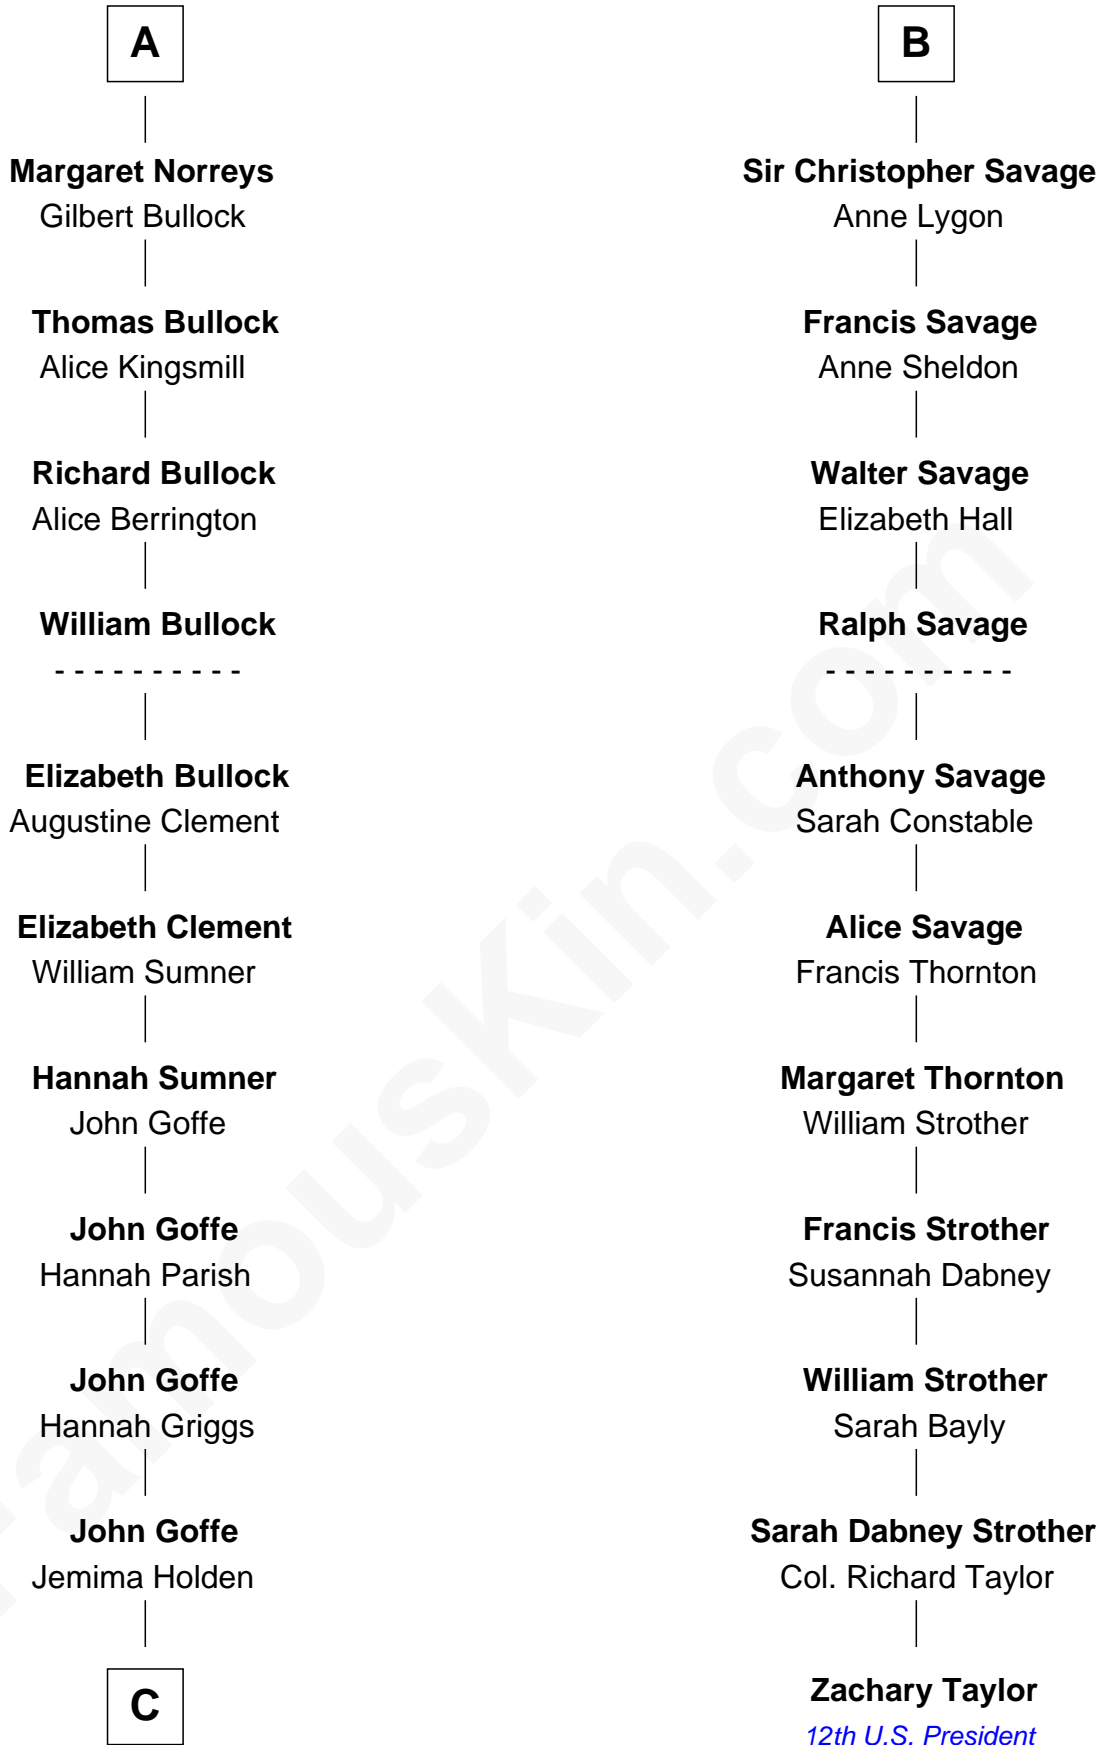 A
Margaret Norreys
Gilbert Bullock
Thomas Bullock
Alice Kingsmill
Richard Bullock
Alice Berrington
William Bullock
- - - - - - - - - -
Elizabeth Bullock
Augustine Clement
Elizabeth Clement
William Sumner
Hannah Sumner
John Goffe
John Goffe
Hannah Parish
John Goffe
Hannah Griggs
John Goffe
Jemima Holden
C
B
Sir Christopher Savage
Anne Lygon
Francis Savage
Anne Sheldon
Walter Savage
Elizabeth Hall
Ralph Savage
- - - - - - - - - -
Anthony Savage
Sarah Constable
Alice Savage
Francis Thornton
Margaret Thornton
William Strother
Francis Strother
Susannah Dabney
William Strother
Sarah Bayly
Sarah Dabney Strother
Col. Richard Taylor
Zachary Taylor
12th U.S. President
FamousKin.com